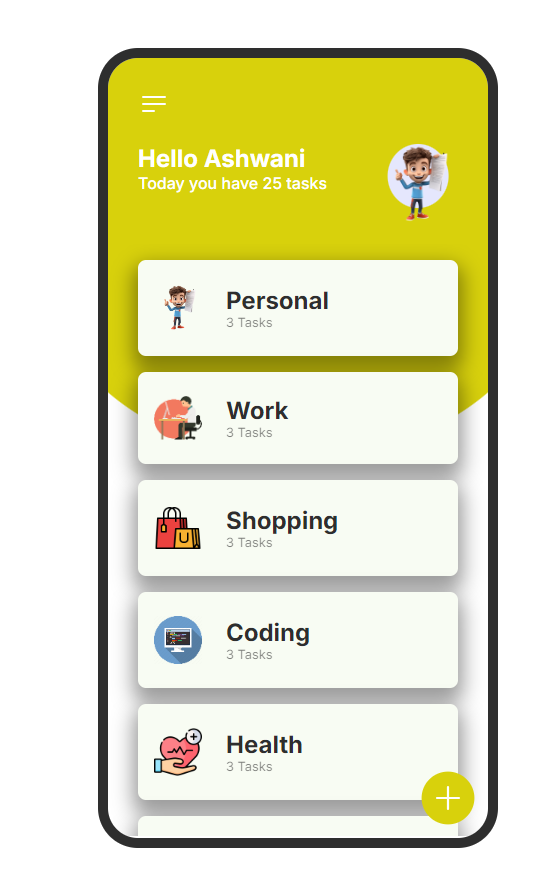 Hello Ashwani
Today you have 25 tasks
Personal
3 Tasks
Work
3 Tasks
Shopping
3 Tasks
Coding
3 Tasks
Health
3 Tasks